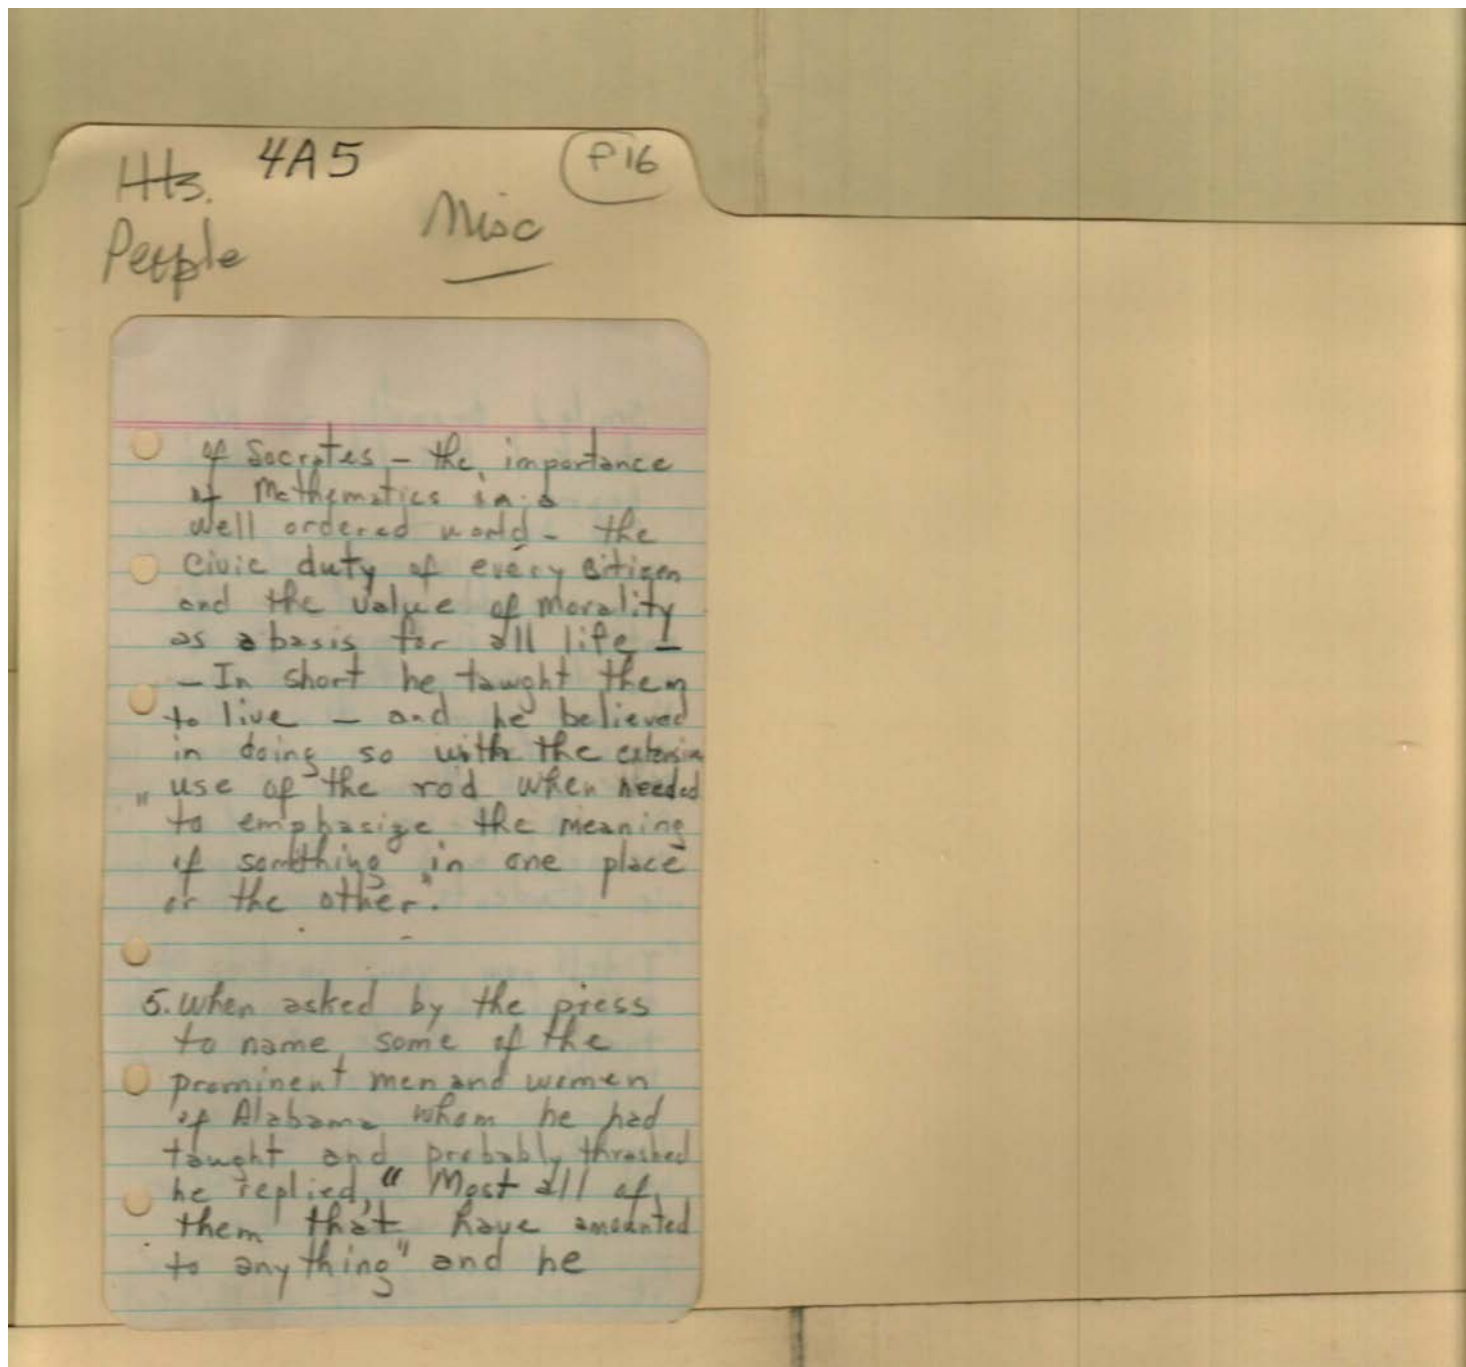 4A5
P16
Hts.
People
Misc
of Socrates - the importance
of Mathematics in a
well ordered world - the
civic duty of every citizen
and the value of morality
as a basis for all life -
- In short he taught them
to live - and he believed
in doing so with the extensive
"use of the rod when needed
to emphasize the meaning
of something in one place
or the other".
5. When asked by the press
to name some of the
prominent men and women
of Alabama whom he had
taught and probably thrashed
he replied, "Most all of
them that have amounted
to anything" and he